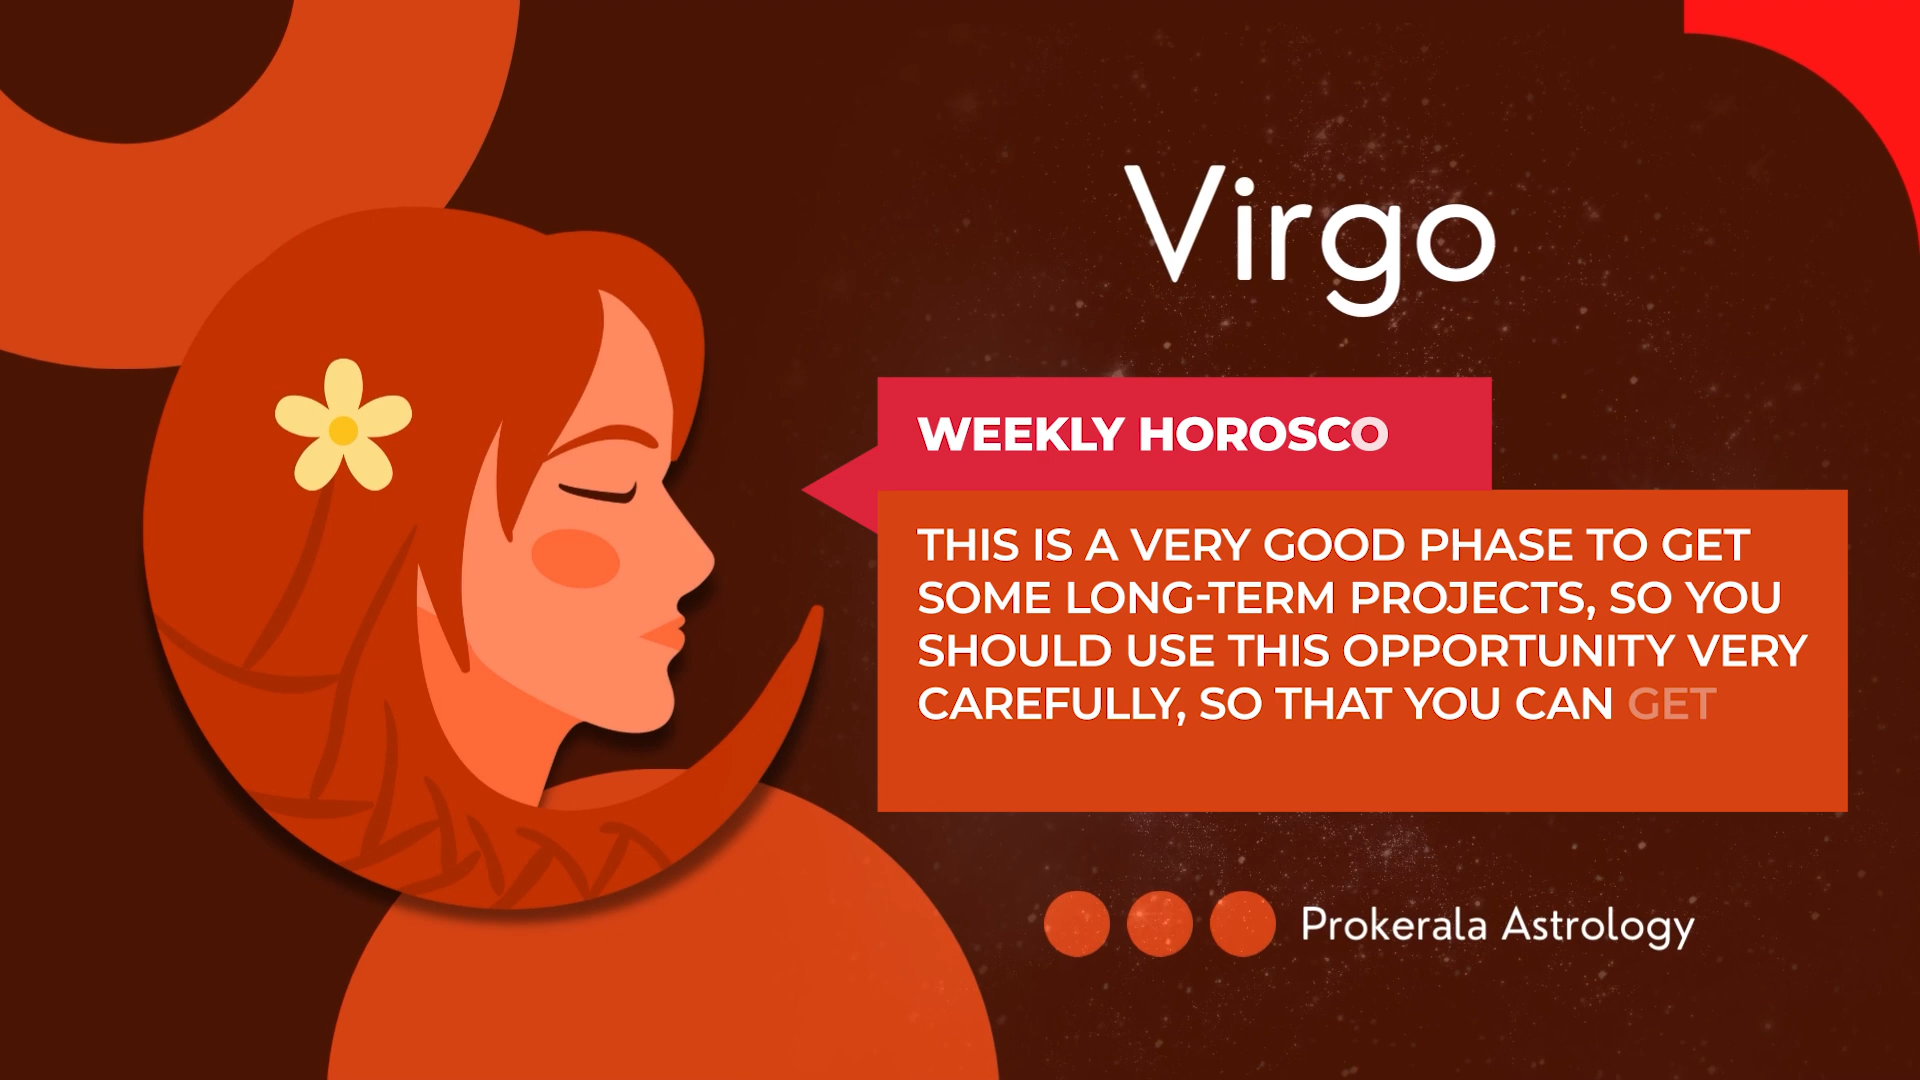 Virgo
WEEKLY HOROSCO
THIS IS A VERY GOOD PHASE TO GET
SOME LONG-TERM PROJECTS, SO YOU
SHOULD USE THIS OPPORTUNITY VERY
CAREFULLY, SO THAT YOU CAN GET
Prokerala Astrology